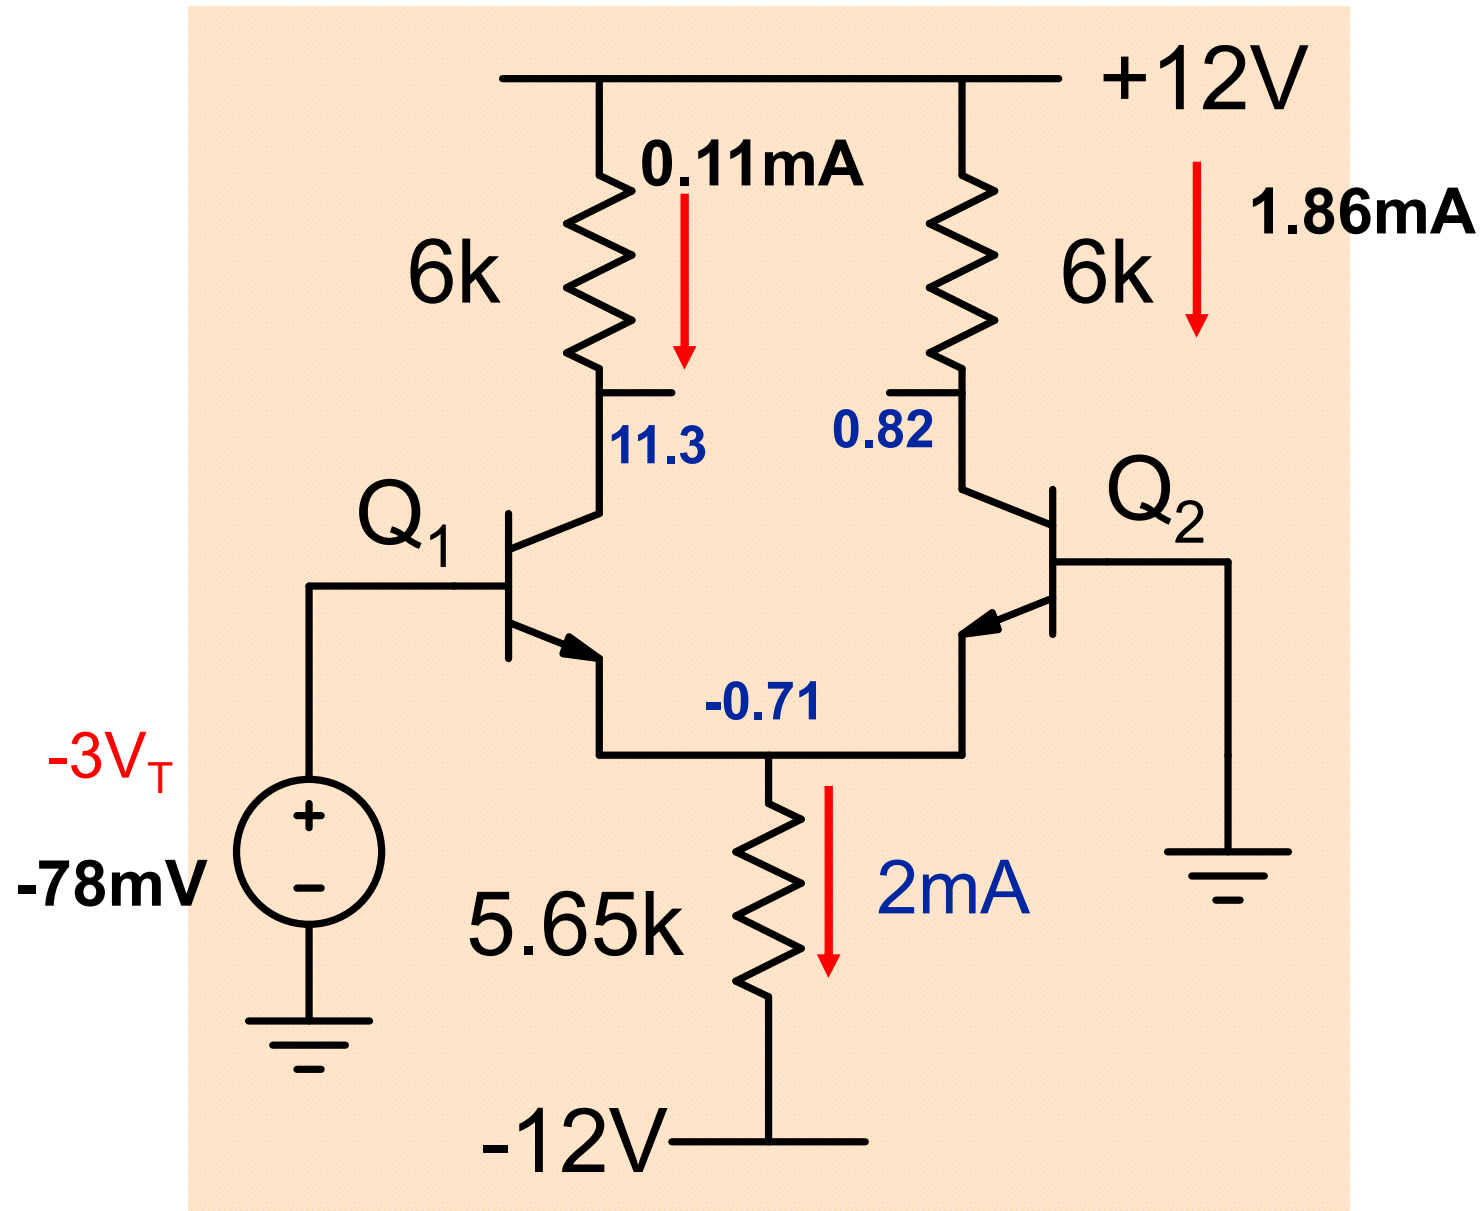 +12V
0.11mA
1.86mA
6k
6k
11.3
0.82
Q1
Q2
-0.71
-3VT
+
-78mV
-
5.65k
2mA
-12V